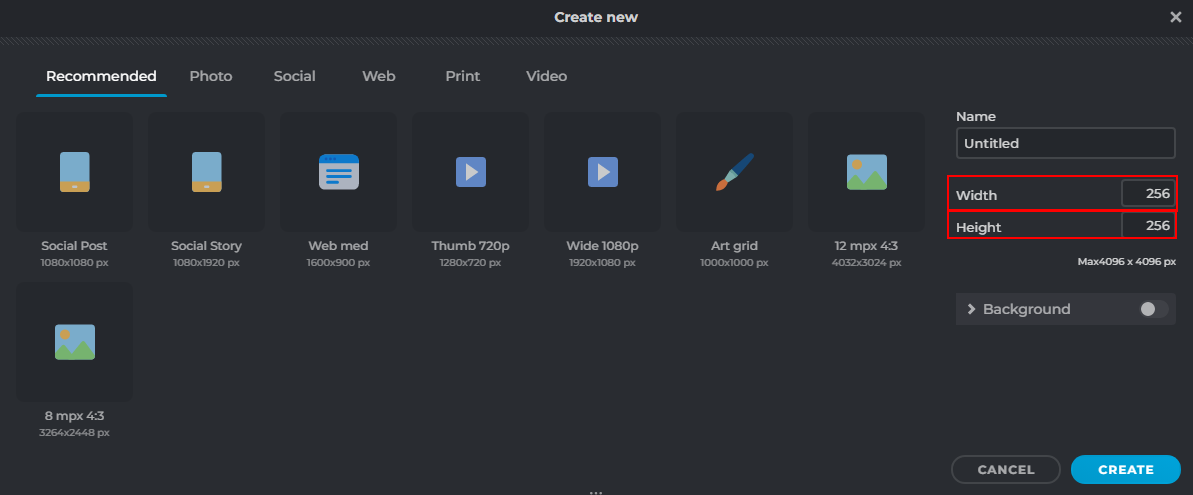 Create new
Recommended Photo Social Web Print Video
Name
Untitled
Width 256
Height 256
Max4096 x 4096 px
Background
Social Post Social Story Web med Thumb 720p Wide 1080p Art grid 12 mpx 4:3
1080x1080 px 1080x1920 px 1600x900 px 1280x720 px 1920x1080 px 1000x1000 px 4032x3024 px
8 mpx 4:3
3264x2448 px
CANCEL CREATE